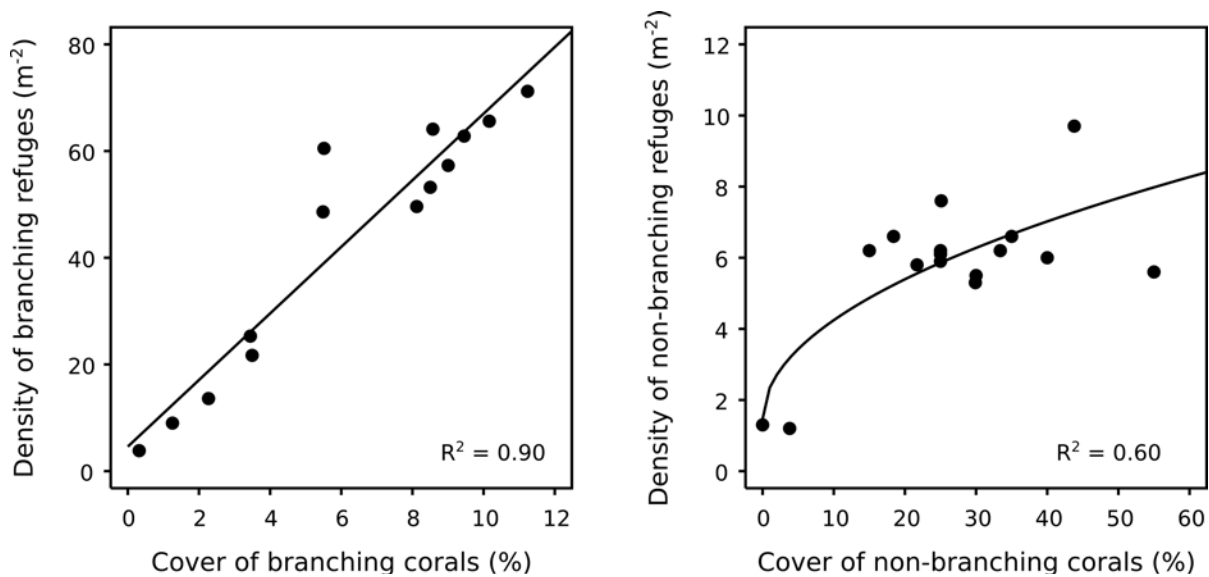 Density of branching refuges (m⁻²)
80
60
40
20
0
R² = 0.90
0 2 4 6 8 10 12
Cover of branching corals (%)
Density of non-branching refuges (m⁻²)
12
10
8
6
4
2
0
R² = 0.60
0 10 20 30 40 50 60
Cover of non-branching corals (%)